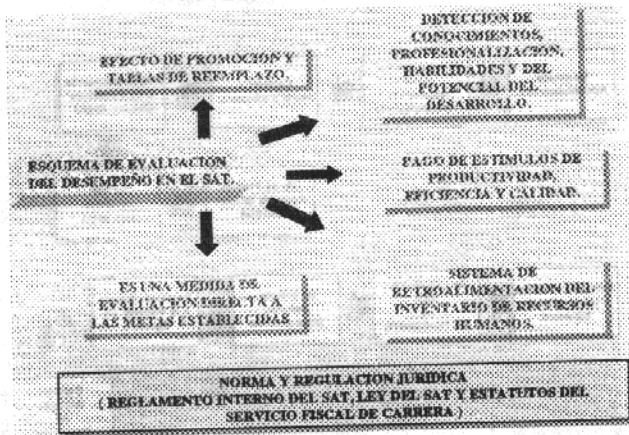 EFECTO DE PROMOCION Y
TABLAS DE REEMPLAZO.
DETECCION DE
CONOCIMIENTOS,
PROFESIONALIZACION,
HABILIDADES Y DEL
POTENCIAL DEL
DESARROLLO.
ESQUEMA DE EVALUACION
DEL DESEMPEÑO EN EL SAT.
PAGO DE ESTIMULOS DE
PRODUCTIVIDAD,
EFICIENCIA Y CALIDAD.
ES UNA MEDIDA DE
EVALUACION DIRECTA A
LAS METAS ESTABLECIDAS
SISTEMA DE
RETROALIMENTACION DEL
INVENTARIO DE RECURSOS
HUMANOS.
NORMA Y REGULACION JURIDICA
( REGLAMENTO INTERNO DEL SAT, LEY DEL SAT Y ESTATUTOS DEL
SERVICIO FISCAL DE CARRERA )